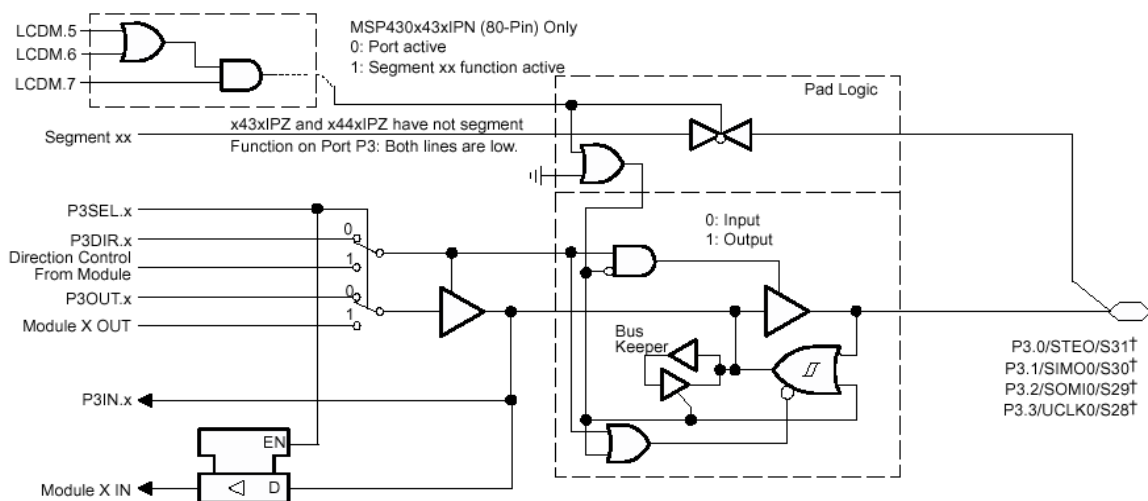 LCDM.5
LCDM.6
LCDM.7
MSP430x43xIPN (80-Pin) Only
0: Port active
1: Segment xx function active
Pad Logic
Segment xx
x43xIPZ and x44xIPZ have not segment
Function on Port P3: Both lines are low.
P3SEL.x
P3DIR.x
Direction Control
From Module
P3OUT.x
Module X OUT
0
1
0
1
0: Input
1: Output
Bus
Keeper
P3.0/STEO/S31†
P3.1/SIMO0/S30†
P3.2/SOMI0/S29†
P3.3/UCLK0/S28†
P3IN.x
EN
Module X IN
D